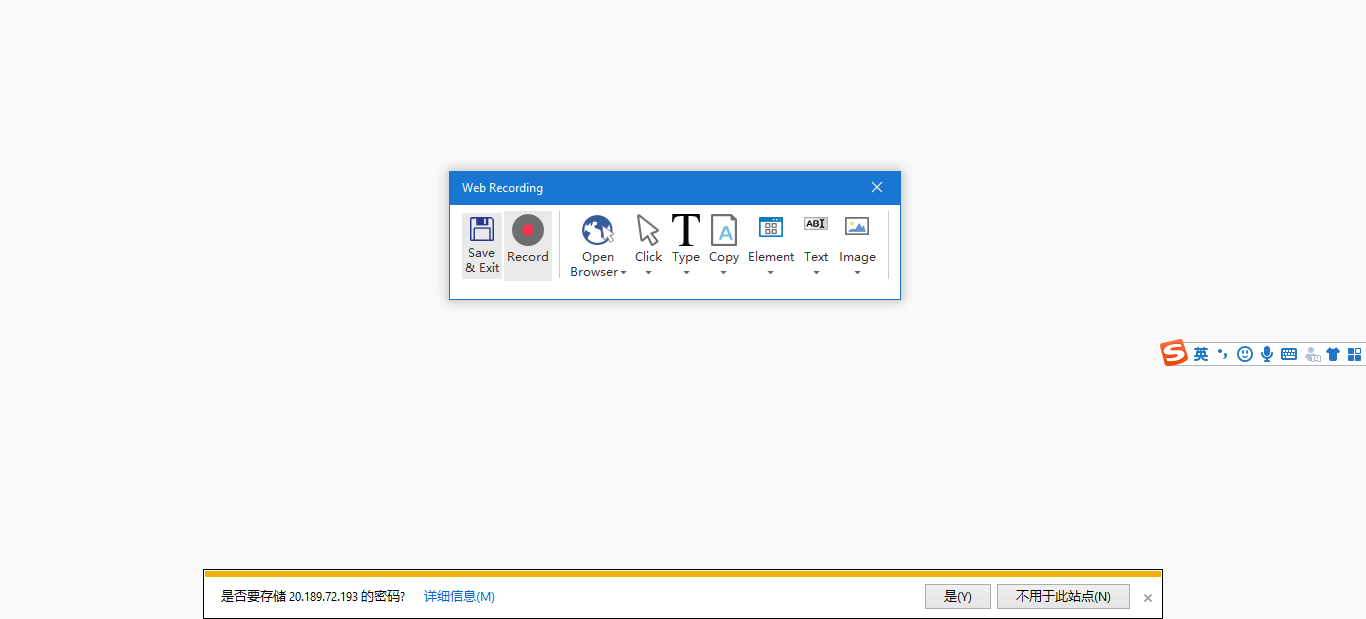 Web Recording
Save & Exit
Record
Open Browser
Click
Type
Copy
Element
Text
Image
A
ABI
S 英
是否要存储 20.189.72.193 的密码? 详细信息(M) 是(Y) 不用于此站点(N)